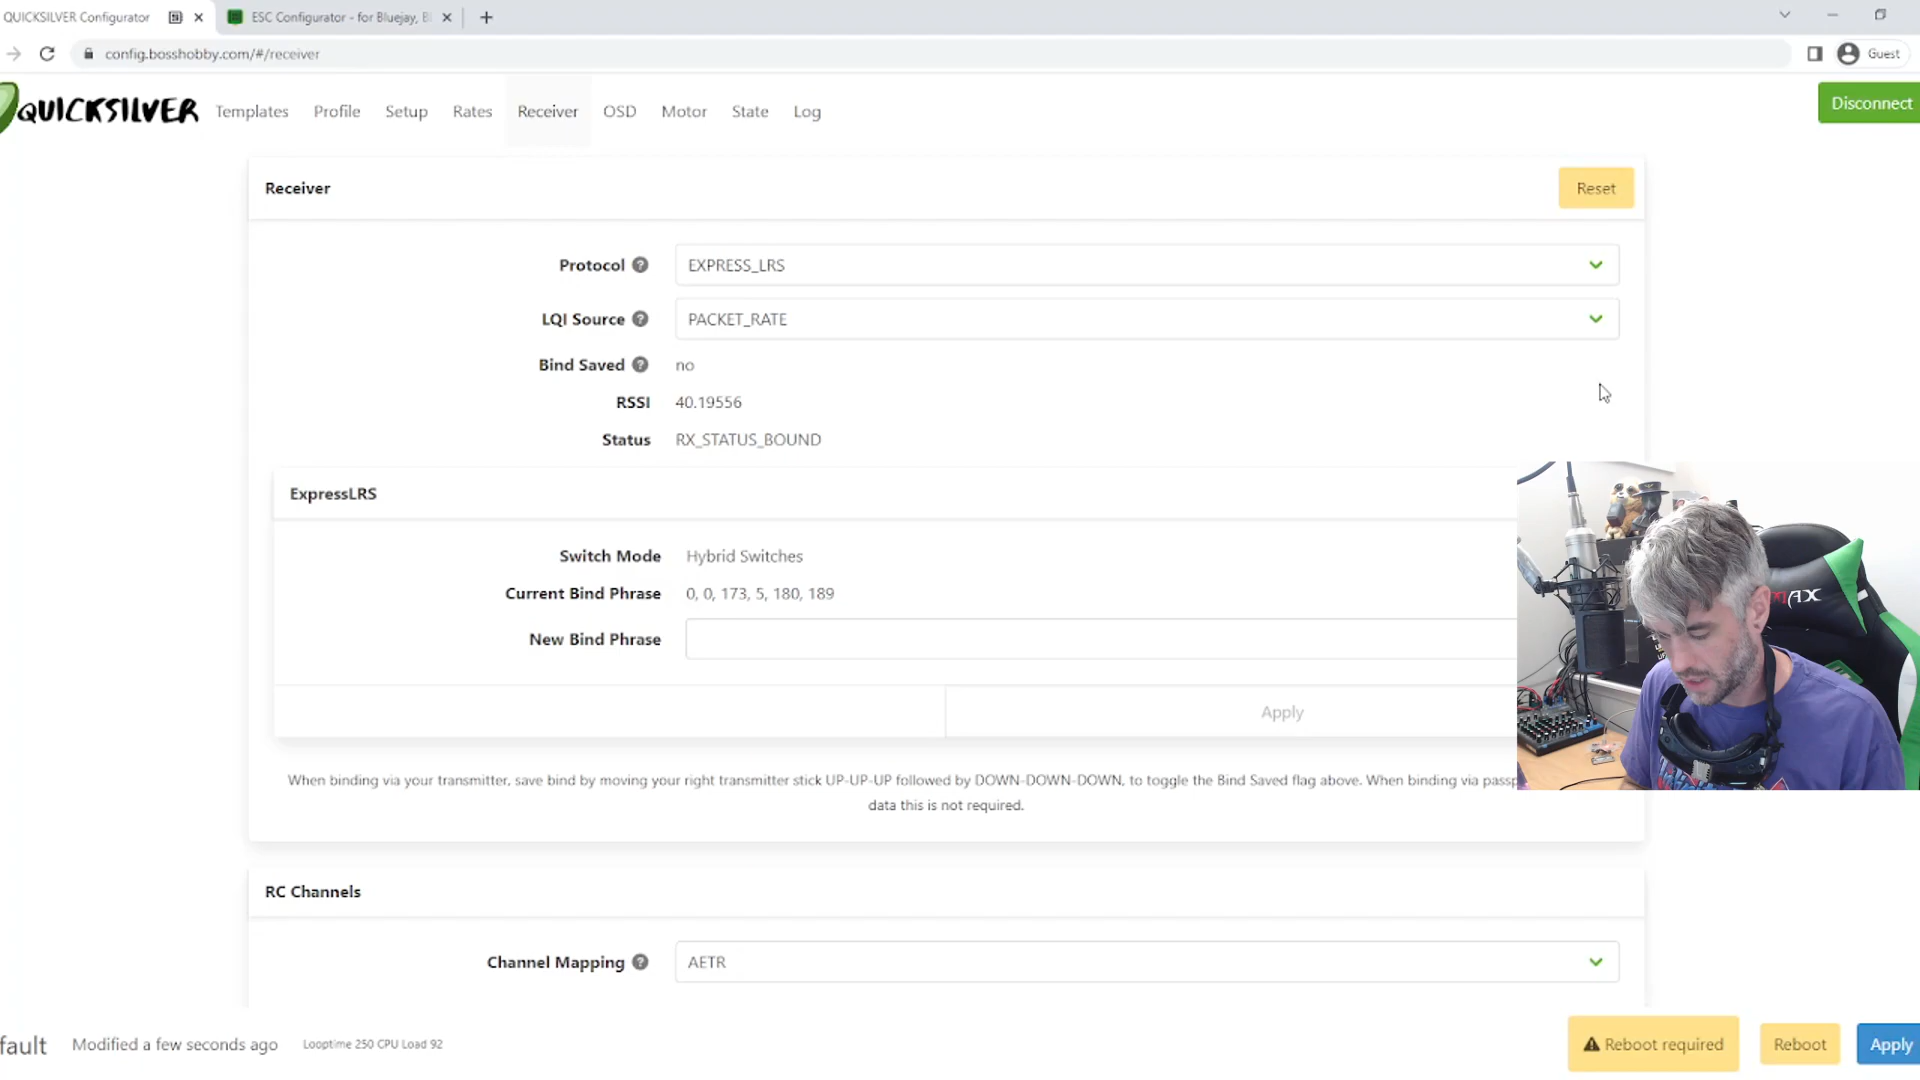 QUICKSILVER Configurator
ESC Configurator - for Bluejay, B
config.bosshobby.com/#/receiver
Guest
QUICKSILVER
Templates Profile Setup Rates Receiver OSD Motor State Log
Disconnect
Receiver
Reset
Protocol ? EXPRESS_LRS
LQI Source ? PACKET_RATE
Bind Saved ? no
RSSI 40.19556
Status RX_STATUS_BOUND
ExpressLRS
Switch Mode Hybrid Switches
Current Bind Phrase 0, 0, 173, 5, 180, 189
New Bind Phrase
Apply
When binding via your transmitter, save bind by moving your right transmitter stick UP-UP-UP followed by DOWN-DOWN-DOWN, to toggle the Bind Saved flag above. When binding via passp
data this is not required.
RC Channels
Channel Mapping ? AETR
fault Modified a few seconds ago Looptime 250 CPU Load 92
Reboot required
Reboot
Apply